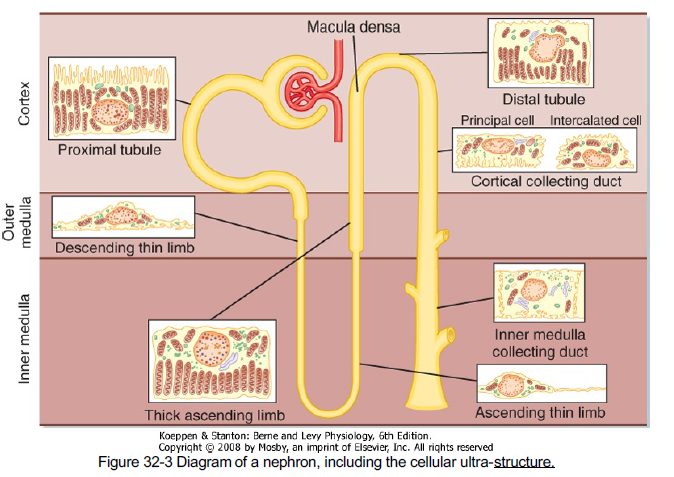 Macula densa
Cortex
Proximal tubule
Distal tubule
Principal cell Intercalated cell
Cortical collecting duct
Outer
medulla
Descending thin limb
Inner medulla
Inner medulla
collecting duct
Thick ascending limb
Ascending thin limb
Koeppen & Stanton: Berne and Levy Physiology, 6th Edition.
Copyright © 2008 by Mosby, an imprint of Elsevier, Inc. All rights reserved
Figure 32-3 Diagram of a nephron, including the cellular ultra-structure.